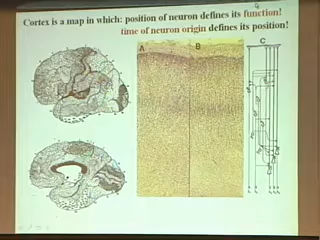 Cortex is a map in which: position of neuron defines its function!
time of neuron origin defines its position!
A
B
C